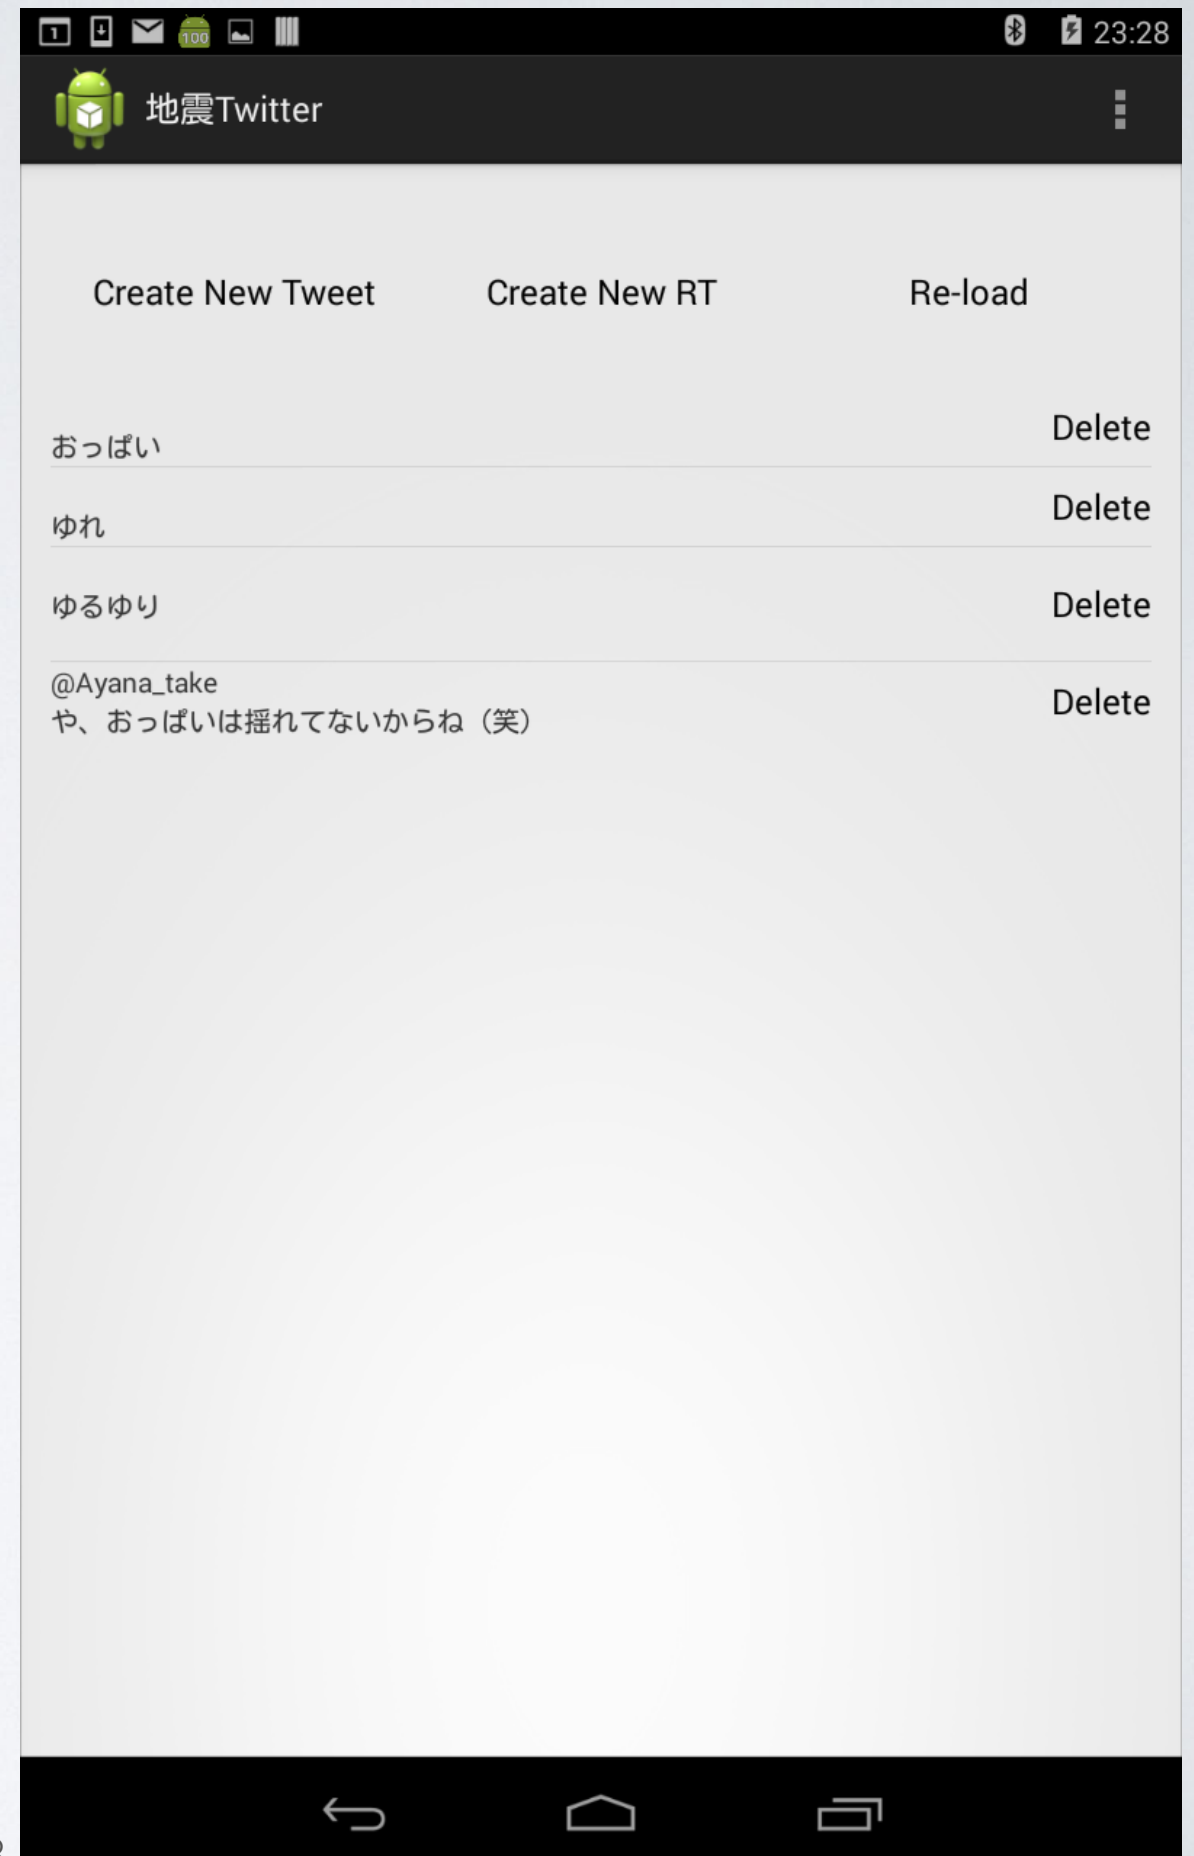 1
100
23:28
地震Twitter
Create New Tweet
Create New RT
Re-load
おっぱい
Delete
ゆれ
Delete
ゆるゆり
Delete
@Ayana_take
や、おっぱいは揺れてないからね（笑）
Delete